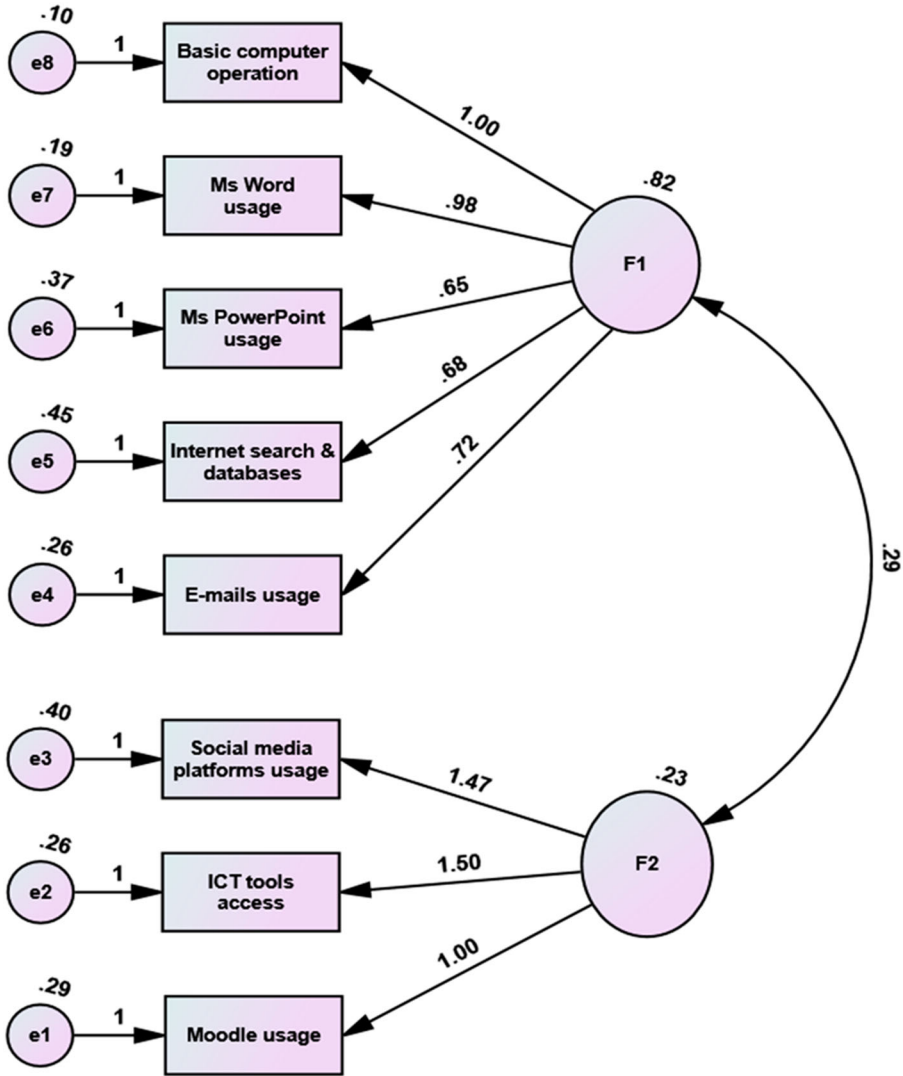 .10
e8
1
Basic computer
operation
.19
e7
1
Ms Word
usage
.37
e6
1
Ms PowerPoint
usage
.45
e5
1
Internet search &
databases
.26
e4
1
E-mails usage
.40
e3
1
Social media
platforms usage
.26
e2
1
ICT tools
access
.29
e1
1
Moodle usage
1.00
.98
.65
.68
.72
.82
F1
.29
1.47
1.50
1.00
.23
F2